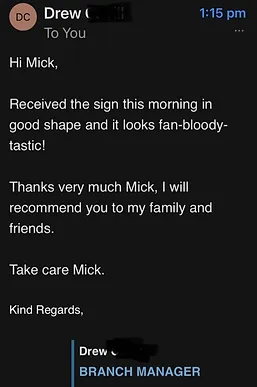 DC
Drew
1:15 pm
To You
...
Hi Mick,
Received the sign this morning in
good shape and it looks fan-bloody-
tastic!
Thanks very much Mick, I will
recommend you to my family and
friends.
Take care Mick.
Kind Regards,
Drew
BRANCH MANAGER